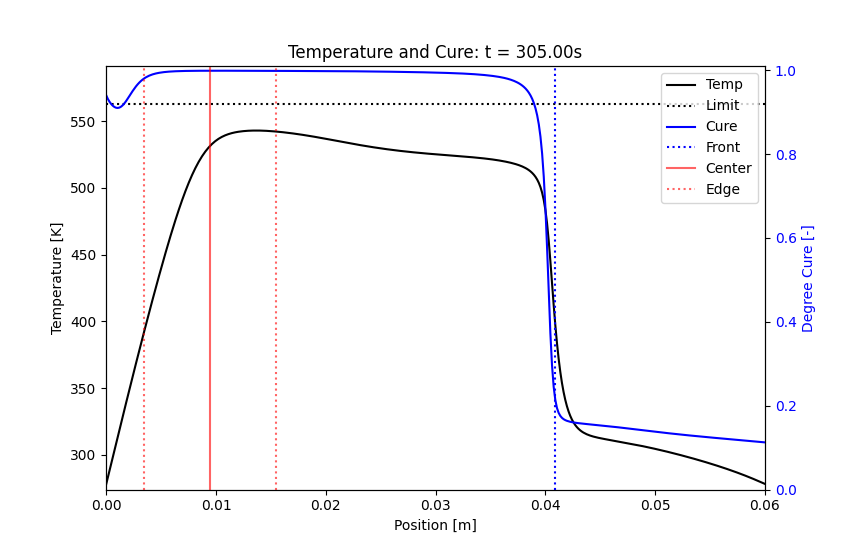 Temperature and Cure: t = 305.00s
Temperature [K]
550
500
450
400
350
300
1.0
0.8
0.6
0.4
0.2
0.0
Degree Cure [-]
Temp
Limit
Cure
Front
Center
Edge
0.00 0.01 0.02 0.03 0.04 0.05 0.06
Position [m]